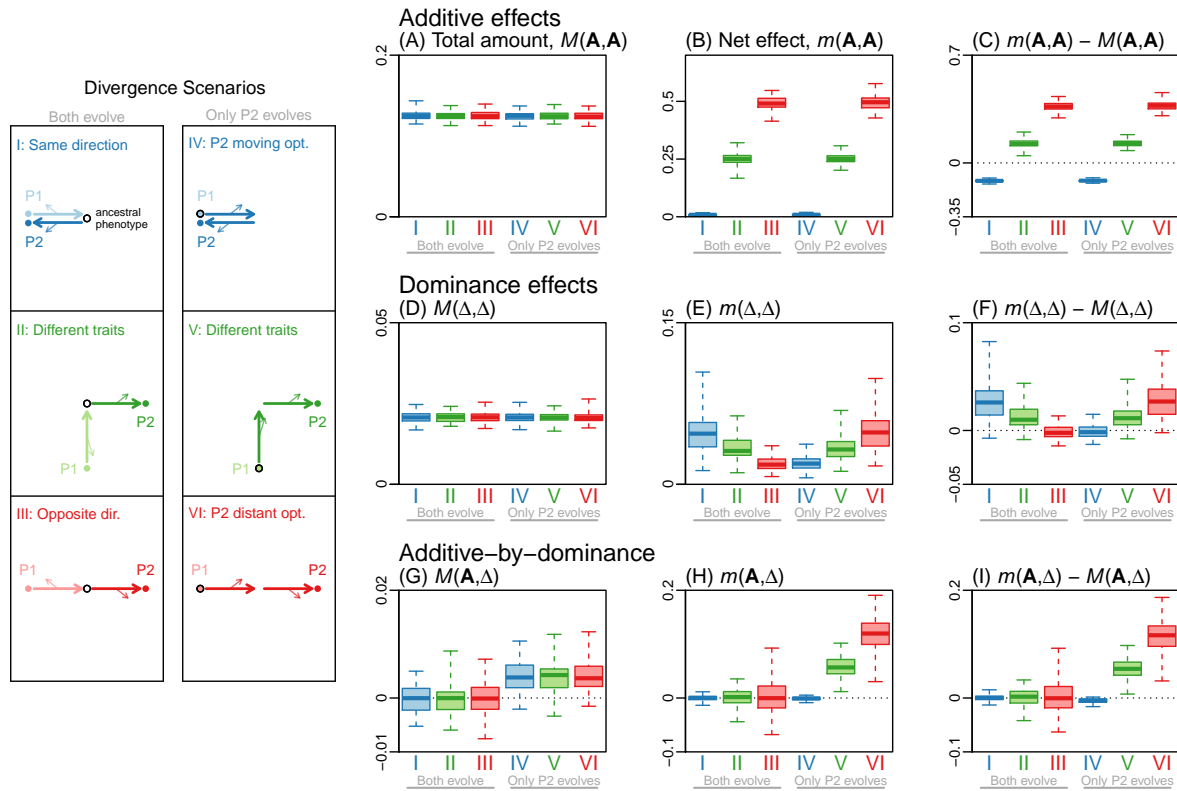 Divergence Scenarios
Both evolve
Only P2 evolves
I: Same direction
P1
ancestral
phenotype
P2
IV: P2 moving opt.
P1
P2
II: Different traits
P2
P1
V: Different traits
P2
P1
III: Opposite dir.
P1
P2
VI: P2 distant opt.
P1
P2
Additive effects
(A) Total amount, M(A,A)
0.2
0
I II III IV V VI
Both evolve Only P2 evolves
(B) Net effect, m(A,A)
0.5
0.25
0
I II III IV V VI
Both evolve Only P2 evolves
(C) m(A,A) − M(A,A)
0.7
0
−0.35
I II III IV V VI
Both evolve Only P2 evolves
Dominance effects
(D) M(Δ,Δ)
0.05
0
I II III IV V VI
Both evolve Only P2 evolves
(E) m(Δ,Δ)
0.15
0
I II III IV V VI
Both evolve Only P2 evolves
(F) m(Δ,Δ) − M(Δ,Δ)
0.1
0
−0.05
I II III IV V VI
Both evolve Only P2 evolves
Additive−by−dominance
(G) M(A,Δ)
0.02
0
−0.01
I II III IV V VI
Both evolve Only P2 evolves
(H) m(A,Δ)
0.2
0
−0.1
I II III IV V VI
Both evolve Only P2 evolves
(I) m(A,Δ) − M(A,Δ)
0.2
0
−0.1
I II III IV V VI
Both evolve Only P2 evolves